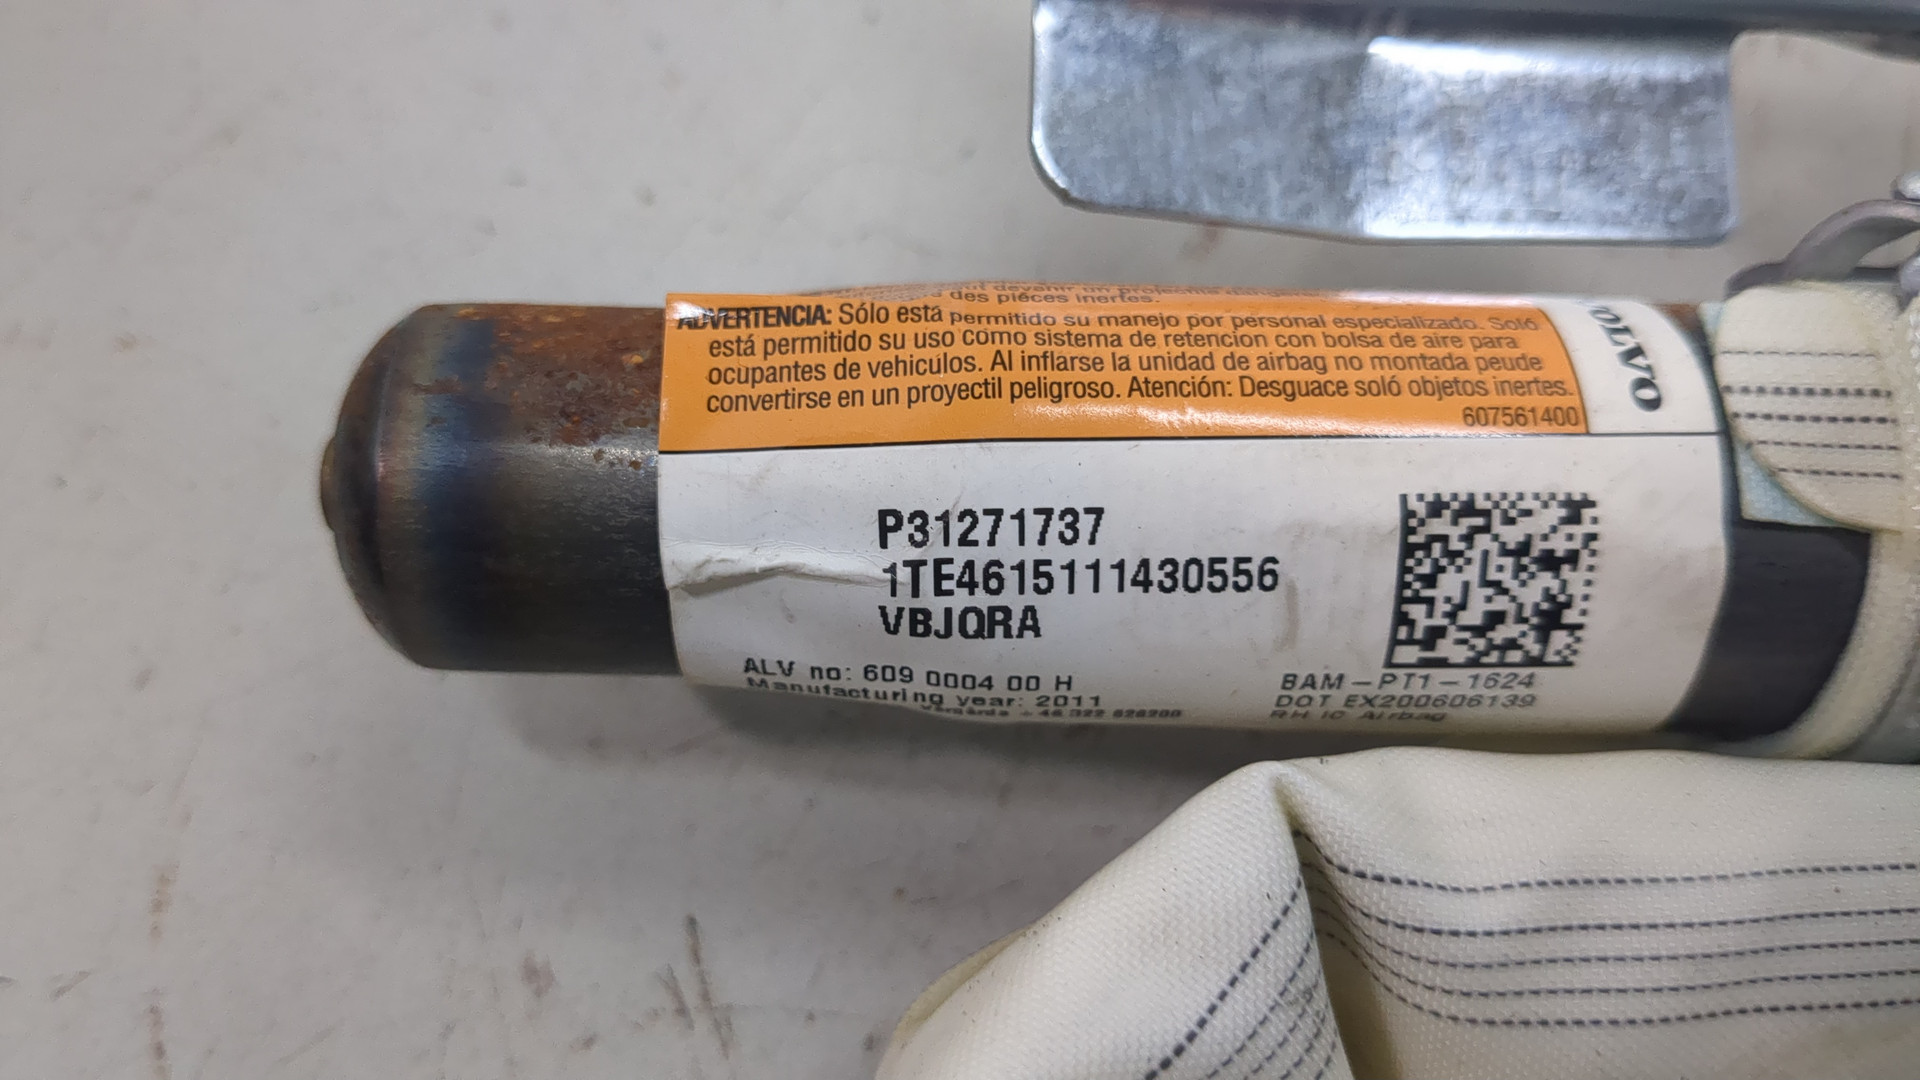 des pièces inertes.
ADVERTENCIA: Sólo está permitido su manejo por personal especializado. Soló
está permitido su uso como sistema de retención con bolsa de aire para
ocupantes de vehiculos. Al inflarse la unidad de airbag no montada peude
convertirse en un proyectil peligroso. Atención: Desguace soló objetos inertes.
607561400
VOLVO
P31271737
1TE4615111430556
VBJQRA
ALV no: 609 0004 00 H
Manufacturing year: 2011
BAM-PT1-1624
DOT EX200606139
RH IC Airbag